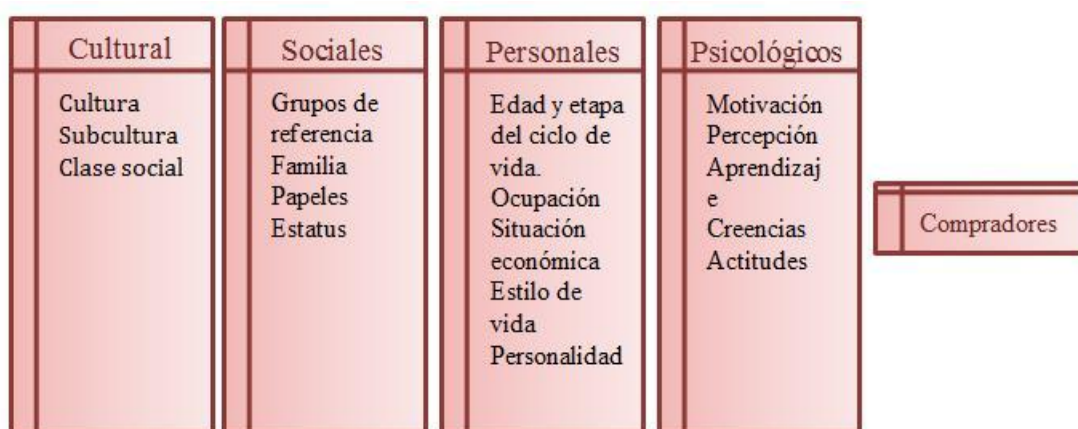 Cultural
Cultura
Subcultura
Clase social
Sociales
Grupos de
referencia
Familia
Papeles
Estatus
Personales
Edad y etapa
del ciclo de
vida.
Ocupación
Situación
económica
Estilo de
vida
Personalidad
Psicológicos
Motivación
Percepción
Aprendizaj
e
Creencias
Actitudes
Compradores